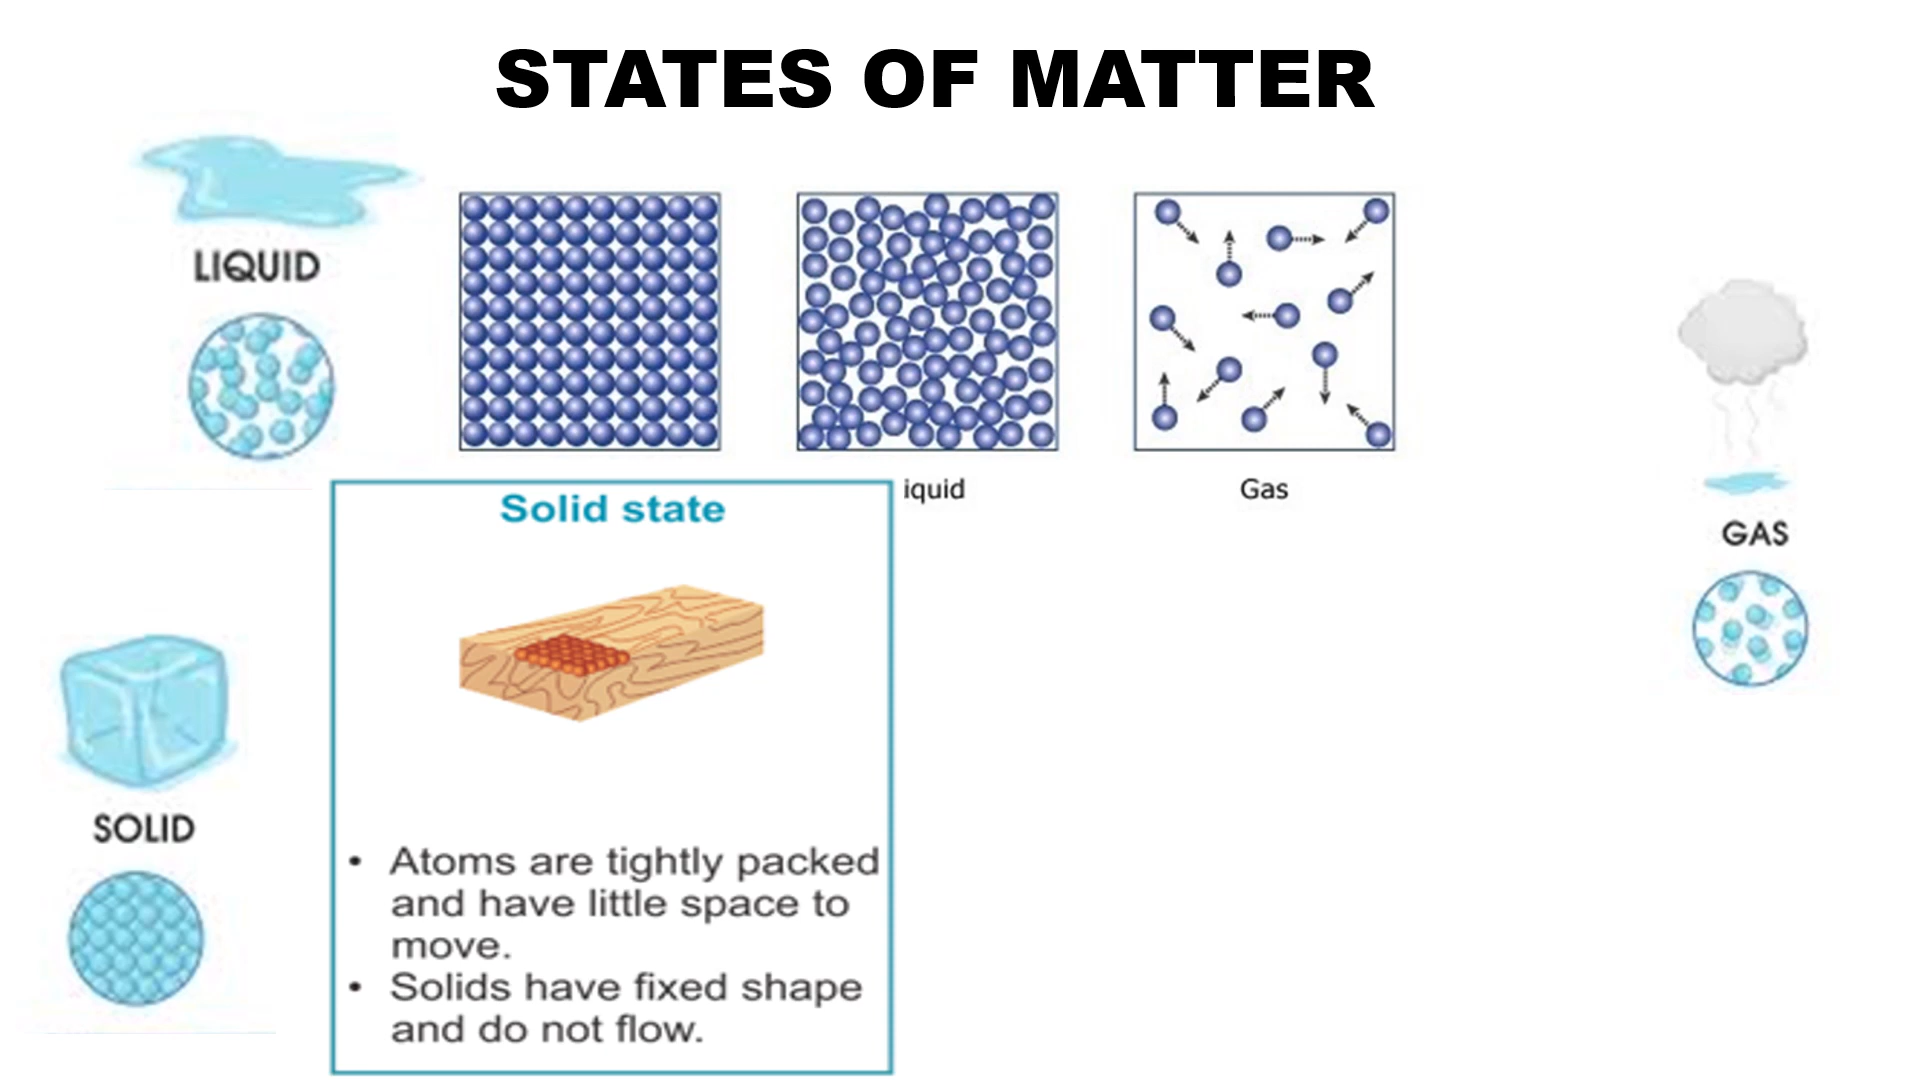 STATES OF MATTER
LIQUID
iquid
Gas
GAS
SOLID
Solid state
• Atoms are tightly packed
and have little space to
move.
• Solids have fixed shape
and do not flow.